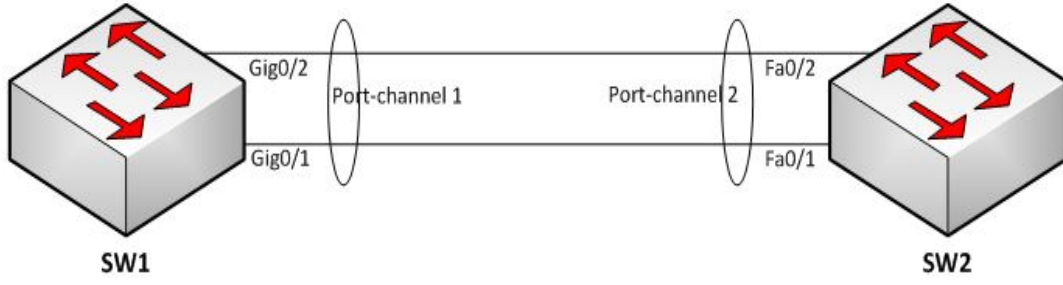 Gig0/2
Fa0/2
Port-channel 1
Port-channel 2
Gig0/1
Fa0/1
SW1
SW2